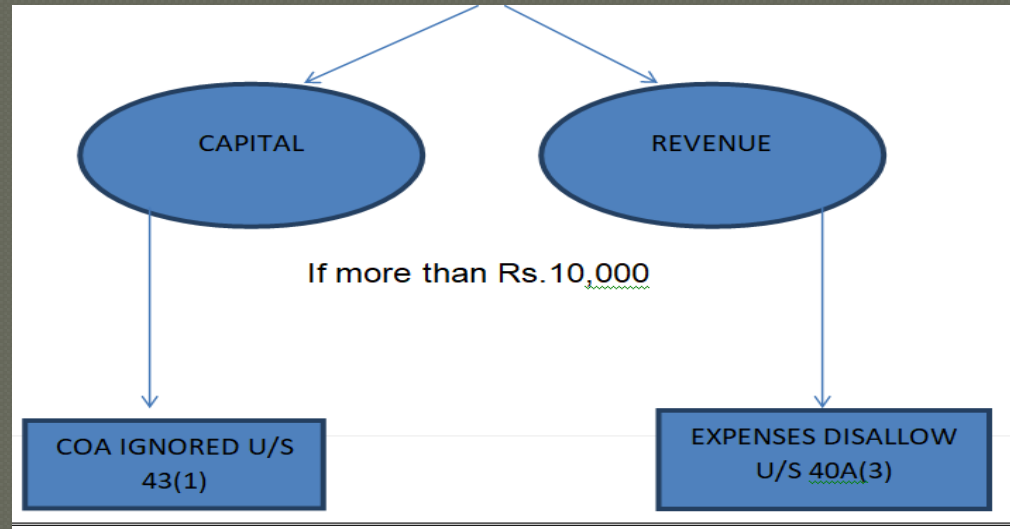 CAPITAL
REVENUE
If more than Rs.10,000
COA IGNORED U/S
43(1)
EXPENSES DISALLOW
U/S 40A(3)